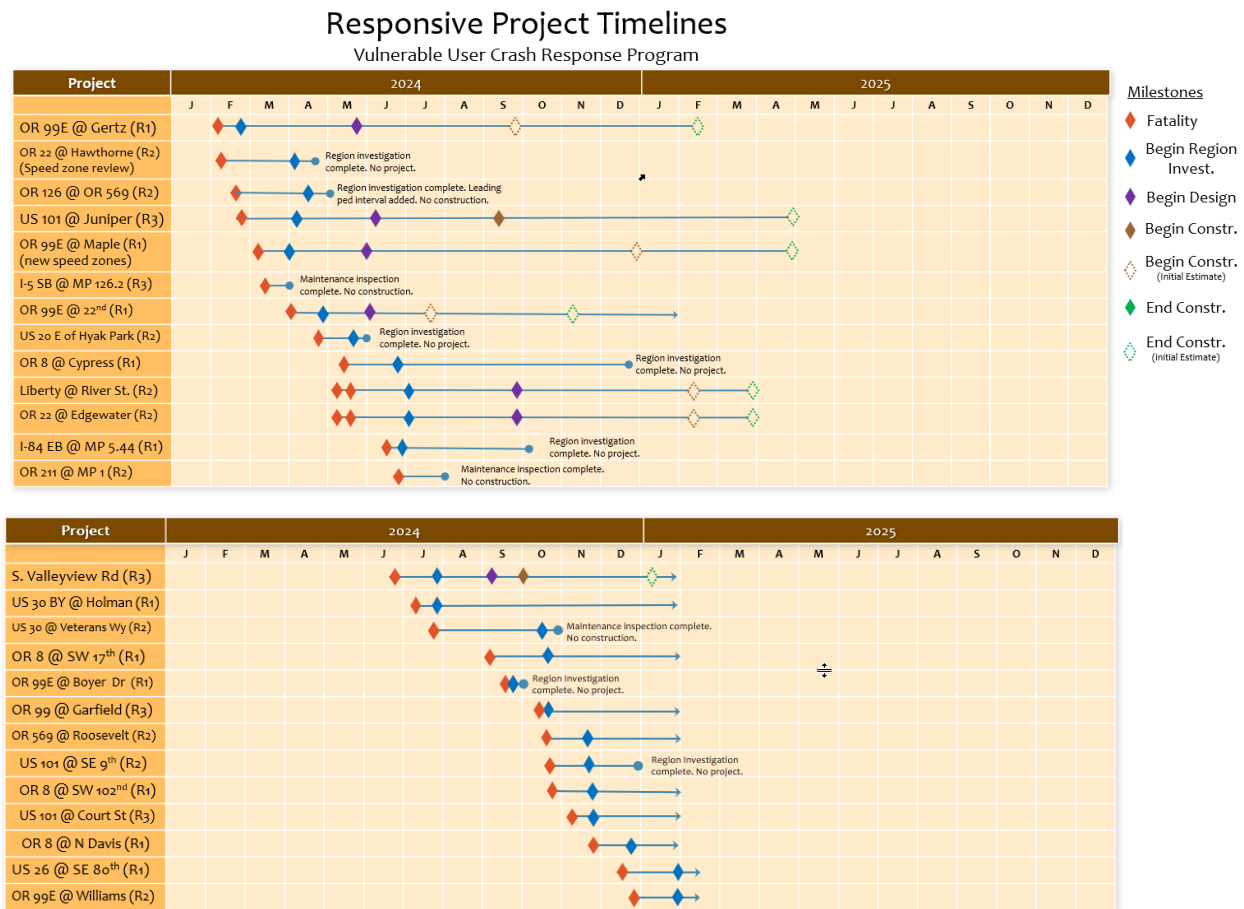 Responsive Project Timelines
Vulnerable User Crash Response Program
Project 2024 2025
J F M A M J J A S O N D J F M A M J J A S O N D
OR 99E @ Gertz (R1)
OR 22 @ Hawthorne (R2)
(Speed zone review)
Region investigation
complete. No project.
OR 126 @ OR 569 (R2)
Region investigation complete. Leading
ped interval added. No construction.
US 101 @ Juniper (R3)
OR 99E @ Maple (R1)
(new speed zones)
I-5 SB @ MP 126.2 (R3)
Maintenance inspection
complete. No construction.
OR 99E @ 22nd (R1)
US 20 E of Hyak Park (R2)
Region investigation
complete. No project.
OR 8 @ Cypress (R1)
Region investigation
complete. No project.
Liberty @ River St. (R2)
OR 22 @ Edgewater (R2)
I-84 EB @ MP 5.44 (R1)
Region investigation
complete. No project.
OR 211 @ MP 1 (R2)
Maintenance inspection complete.
No construction.
Milestones
Fatality
Begin Region
Invest.
Begin Design
Begin Constr.
Begin Constr.
(Initial Estimate)
End Constr.
End Constr.
(initial Estimate)
Project 2024 2025
J F M A M J J A S O N D J F M A M J J A S O N D
S. Valleyview Rd (R3)
US 30 BY @ Holman (R1)
US 30 @ Veterans Wy (R2)
Maintenance inspection complete.
No construction.
OR 8 @ SW 17th (R1)
OR 99E @ Boyer Dr (R1)
Region Investigation
complete. No project.
OR 99 @ Garfield (R3)
OR 569 @ Roosevelt (R2)
US 101 @ SE 9th (R2)
Region Investigation
complete. No project.
OR 8 @ SW 102nd (R1)
US 101 @ Court St (R3)
OR 8 @ N Davis (R1)
US 26 @ SE 80th (R1)
OR 99E @ Williams (R2)